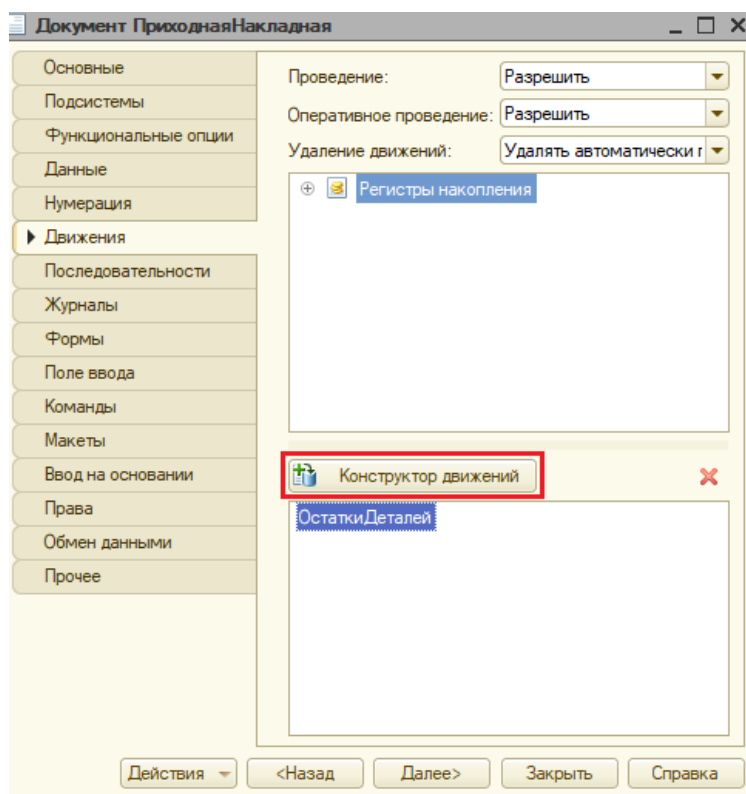 Документ ПриходнаяНакладная
Основные
Подсистемы
Функциональные опции
Данные
Нумерация
Движения
Последовательности
Журналы
Формы
Поле ввода
Команды
Макеты
Ввод на основании
Права
Обмен данными
Прочее
Проведение: Разрешить
Оперативное проведение: Разрешить
Удаление движений: Удалять автоматически г
Регистры накопления
Конструктор движений
ОстаткиДеталей
Действия <Назад Далее> Закрыть Справка